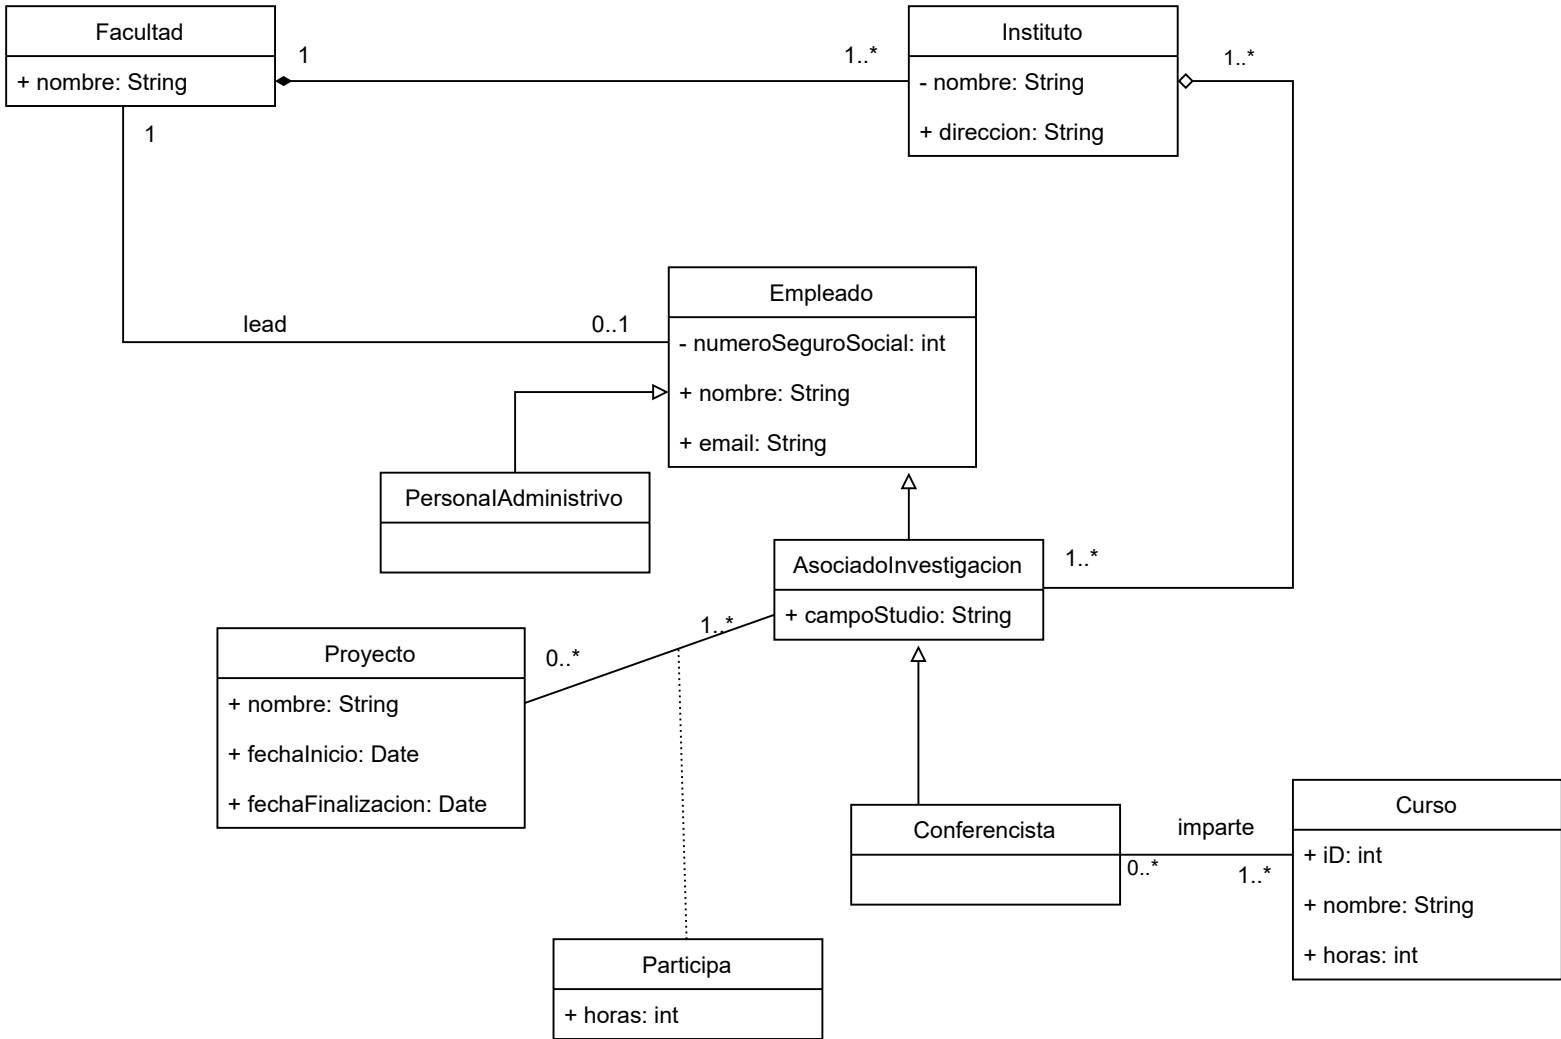 Facultad
+ nombre: String
1
1..*
Instituto
- nombre: String
+ direccion: String
1..*
1
lead
0..1
Empleado
- numeroSeguroSocial: int
+ nombre: String
+ email: String
PersonalAdministrivo
AsociadoInvestigacion
+ campoStudio: String
1..*
1..*
0..*
Proyecto
+ nombre: String
+ fechaInicio: Date
+ fechaFinalizacion: Date
Conferencista
imparte
0..*
1..*
Curso
+ iD: int
+ nombre: String
+ horas: int
Participa
+ horas: int